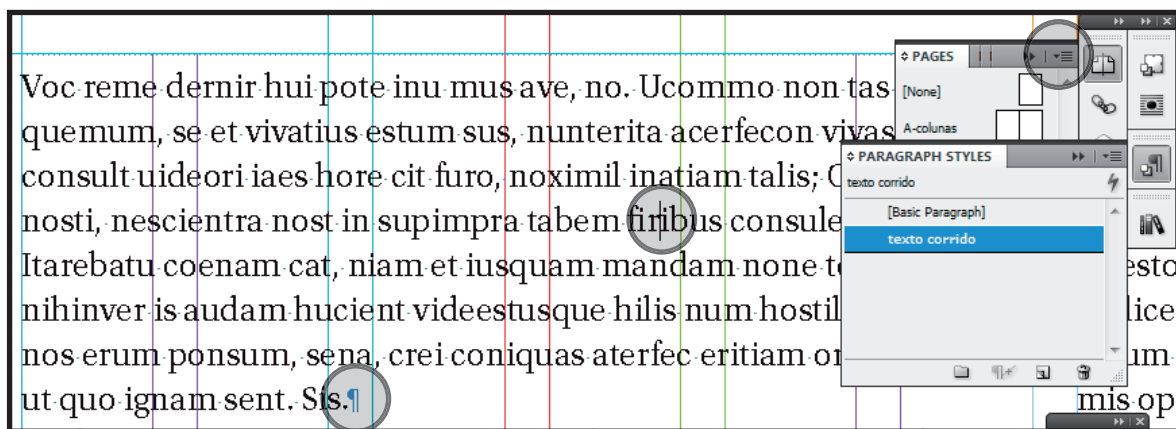 Voc reme dernir hui pote inu mus ave, no. Ucommo non tas
quemum, se et vivatius estum sus, nunterita acerfecon vivas
consult uideori iaes hore cit furo, noximil inatiam talis; C
nosti, nescientra nost in supimpra tabem firibus consule
Itarebatu coenam cat, niam et iusquam mandam none t
nihinver is audam hucient videestusque hilis num hostil
nos erum ponsum, sena, crei coniquas aterfec eritiam or
ut quo ignam sent. Sis.¶
PAGES
[None]
A-colunas
PARAGRAPH STYLES
texto corrido
[Basic Paragraph]
texto corrido
esto
lice
um
mis op